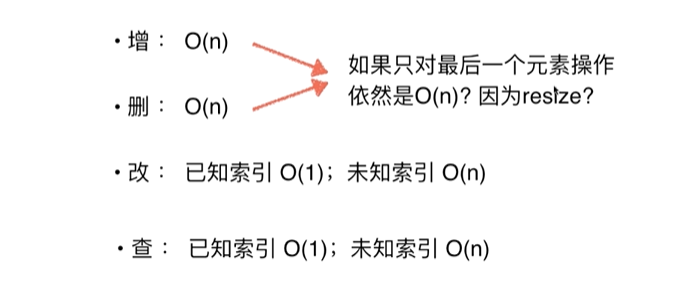 • 增： O(n)
如果只对最后一个元素操作
• 删： O(n)
依然是O(n)? 因为resize?
• 改： 已知索引 O(1)；未知索引 O(n)
• 查： 已知索引 O(1)；未知索引 O(n)